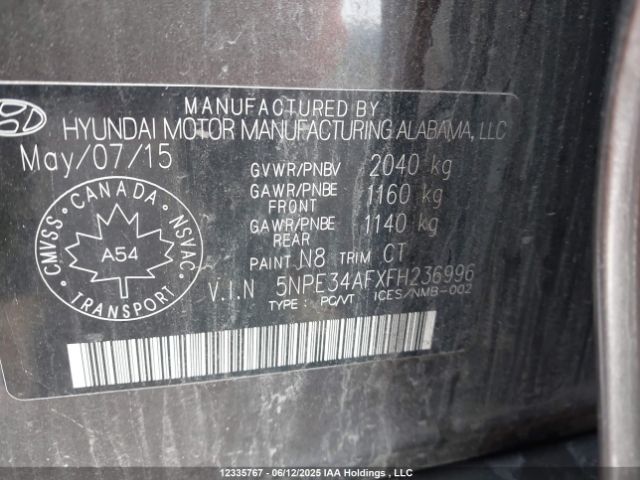 MANUFACTURED BY
HYUNDAI MOTOR MANUFACTURING ALABAMA, LLC
May/07/15
GVWR/PNBV 2040 kg
GAWR/PNBE FRONT 1160 kg
GAWR/PNBE REAR 1140 kg
PAINT N8 TRIM CT
V.I.N 5NPE34AFXFH236996
TYPE: PC/VT ICES/NMB-002
CMVSS · CANADA · NSVAC · TRANSPORT
A54
12335767 - 06/12/2025 IAA Holdings , LLC